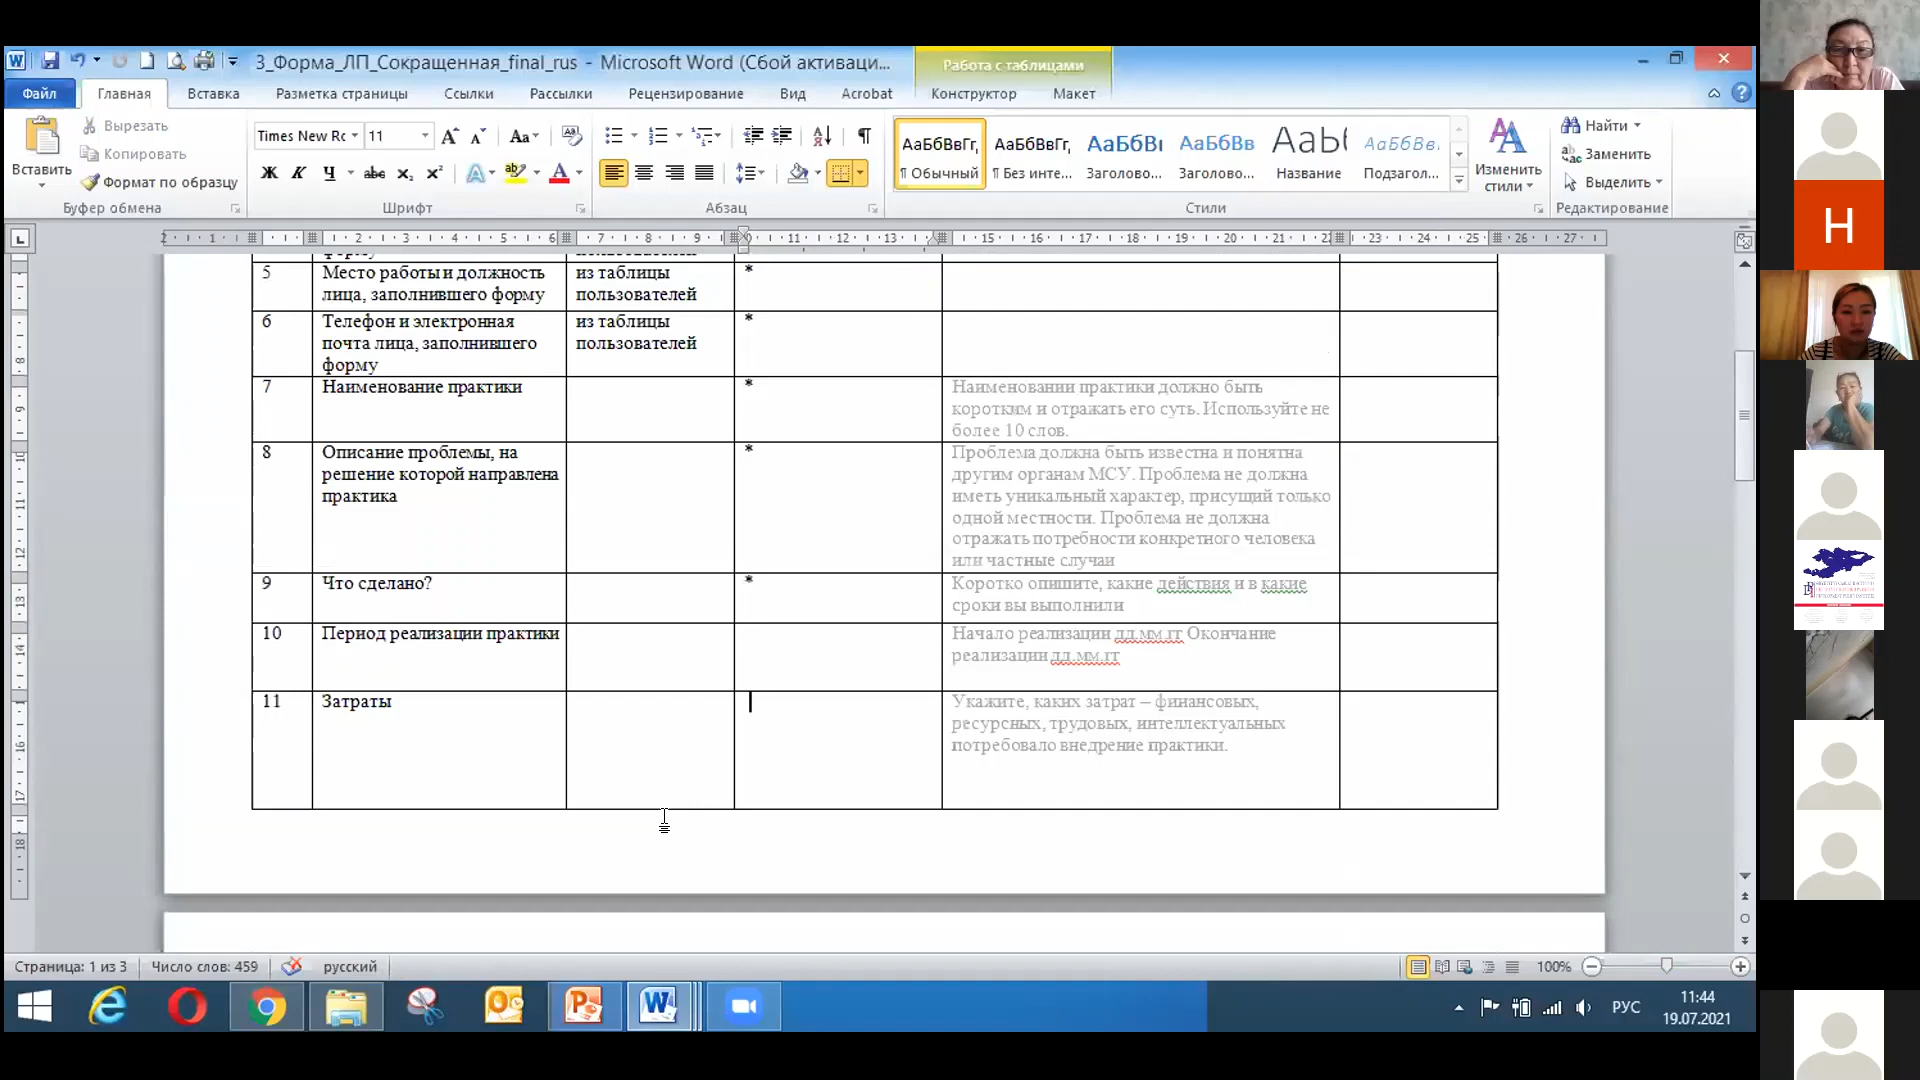 3_Форма_ЛП_Сокращенная_final_rus - Microsoft Word (Сбой активаци...
Работа с таблицами
Файл Главная Вставка Разметка страницы Ссылки Рассылки Рецензирование Вид Acrobat Конструктор Макет
Вставить
Вырезать
Копировать
Формат по образцу
Буфер обмена
Times New Rc 11
Шрифт
Абзац
АаБбВвГг, АаБбВвГг, АаБбВı АаБбВв АаБ( АаБбВв.
¶ Обычный ¶ Без инте... Заголово... Заголово... Название Подзагол...
Стили
Изменить стили
Найти
Заменить
Выделить
Редактирование
5 Место работы и должность из таблицы *
лица, заполнившего форму пользователей
6 Телефон и электронная из таблицы *
почта лица, заполнившего пользователей
форму
7 Наименование практики * Наименовании практики должно быть
коротким и отражать его суть. Используйте не
более 10 слов.
8 Описание проблемы, на * Проблема должна быть известна и понятна
решение которой направлена другим органам МСУ. Проблема не должна
практика иметь уникальный характер, присущий только
одной местности. Проблема не должна
отражать потребности конкретного человека
или частные случаи
9 Что сделано? * Коротко опишите, какие действия и в какие
сроки вы выполнили
10 Период реализации практики Начало реализации дд.мм.гг Окончание
реализации дд.мм.гг
11 Затраты Укажите, каких затрат – финансовых,
ресурсных, трудовых, интеллектуальных
потребовало внедрение практики.
Страница: 1 из 3 Число слов: 459 русский 100%
РУС
11:44
19.07.2021
H